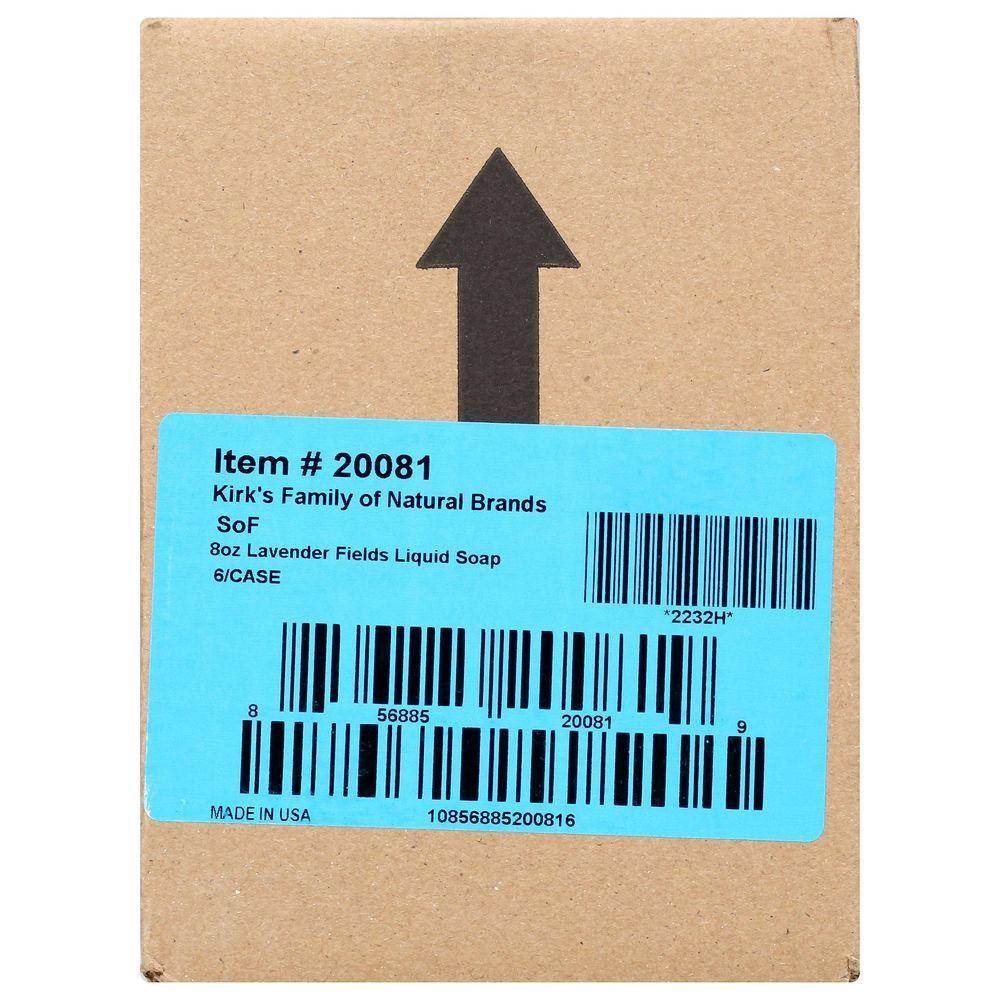 Item # 20081
Kirk's Family of Natural Brands
SoF
8oz Lavender Fields Liquid Soap
6/CASE
*2232H*
8 56885 20081 9
MADE IN USA
10856885200816